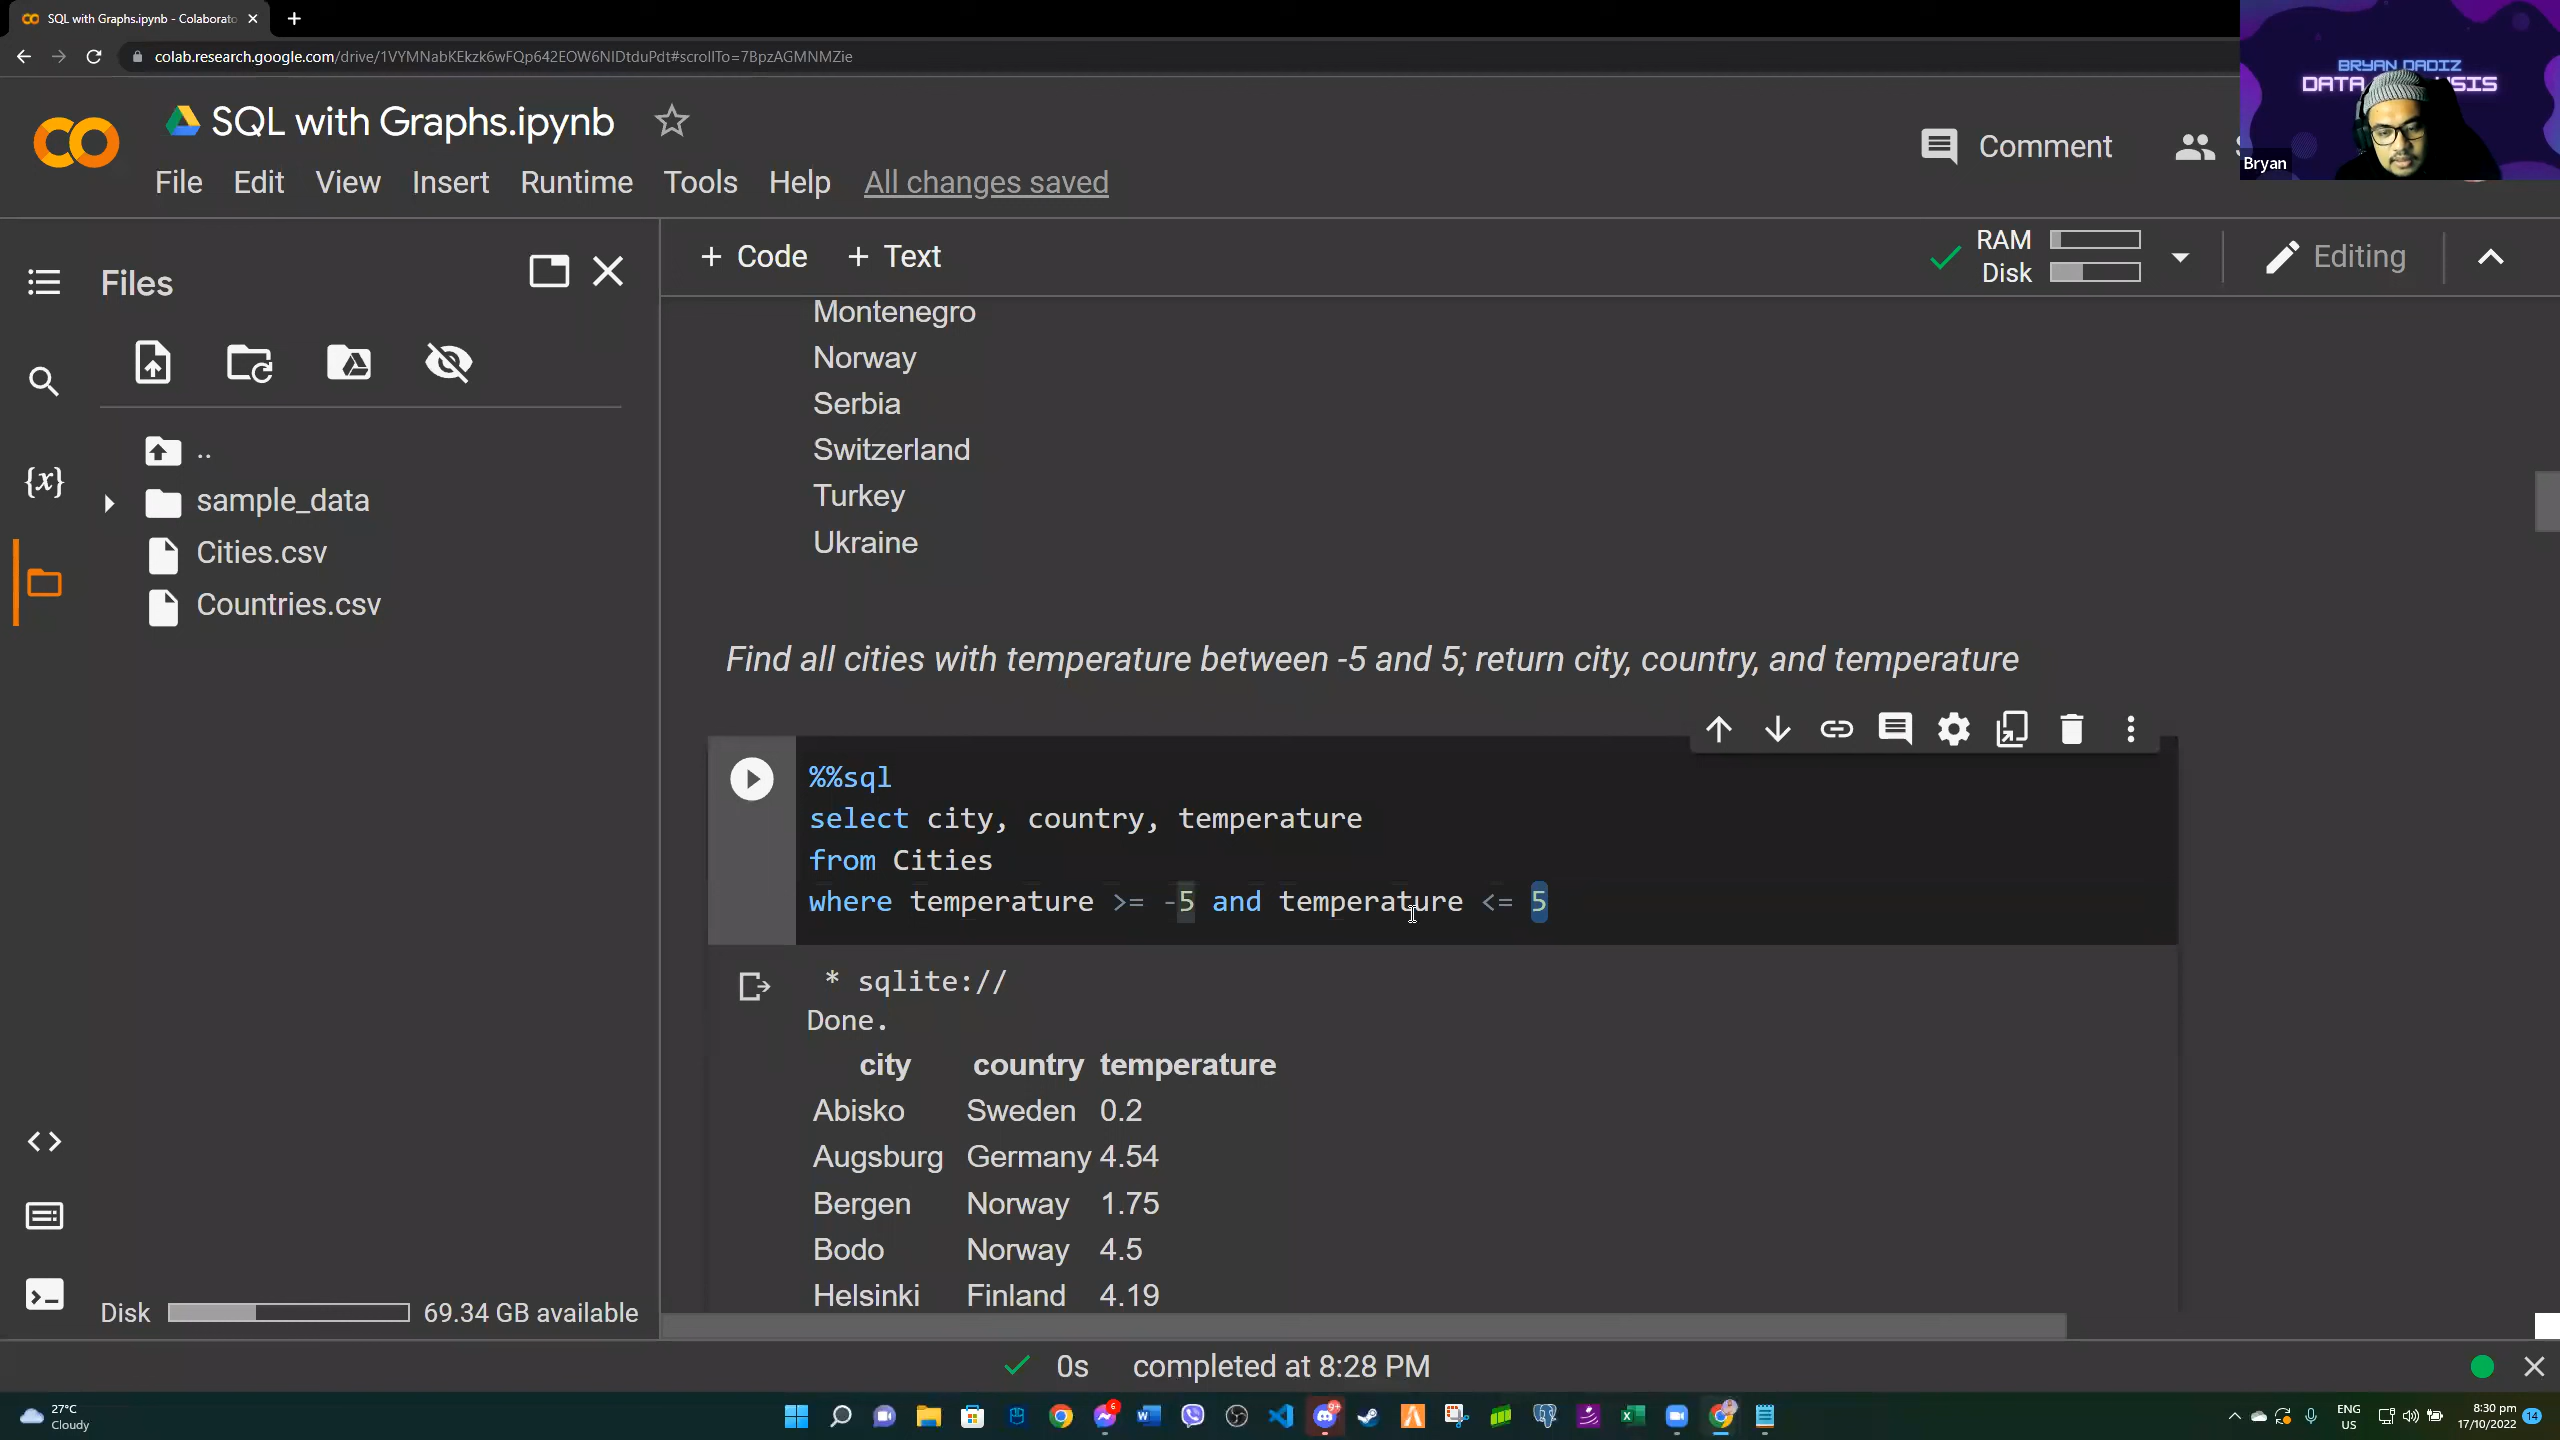 SQL with Graphs.ipynb - Colaborato
colab.research.google.com/drive/1VYMNabKEkzk6wFQp642EOW6NIDtduPdt#scrollTo=7BpzAGMNMZie
BRYAN DADIZ
Bryan
SQL with Graphs.ipynb
File Edit View Insert Runtime Tools Help All changes saved
Comment
Files
+ Code + Text
RAM
Disk
Editing
..
sample_data
Cities.csv
Countries.csv
{x}
Disk 69.34 GB available
Montenegro
Norway
Serbia
Switzerland
Turkey
Ukraine
Find all cities with temperature between -5 and 5; return city, country, and temperature
%%sql
select city, country, temperature
from Cities
where temperature >= -5 and temperature <= 5
* sqlite://
Done.
city country temperature
Abisko Sweden 0.2
Augsburg Germany 4.54
Bergen Norway 1.75
Bodo Norway 4.5
Helsinki Finland 4.19
0s completed at 8:28 PM
27°C
Cloudy
ENG
US
8:30 pm
17/10/2022
14